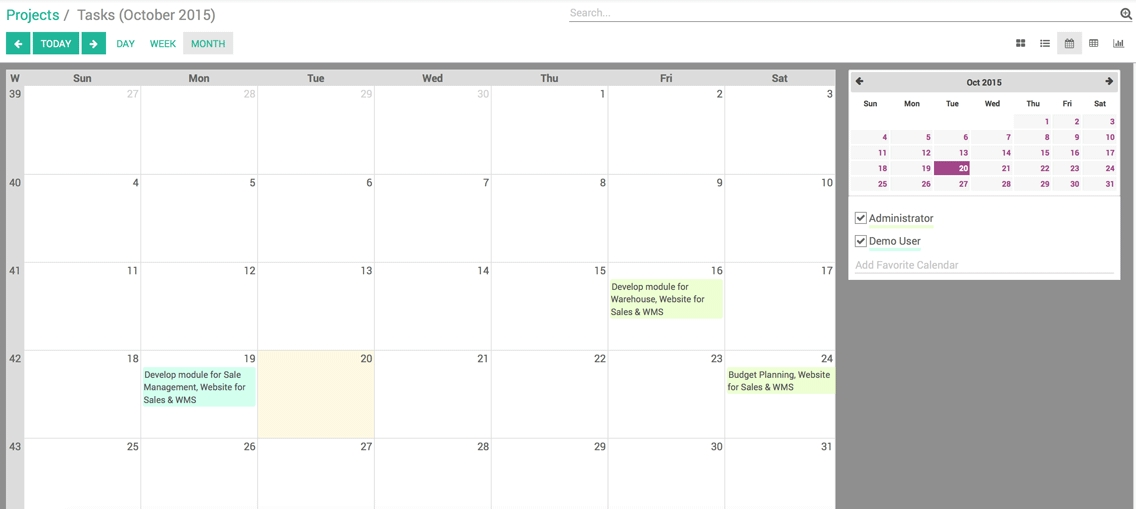 Projects / Tasks (October 2015)
Search...
TODAY DAY WEEK MONTH
W Sun Mon Tue Wed Thu Fri Sat
39 27 28 29 30 1 2 3
40 4 5 6 7 8 9 10
41 11 12 13 14 15 16 17
Develop module for
Warehouse, Website for
Sales & WMS
42 18 19 20 21 22 23 24
Develop module for Sale
Management, Website for
Sales & WMS
Budget Planning, Website
for Sales & WMS
43 25 26 27 28 29 30 31
Oct 2015
Sun Mon Tue Wed Thu Fri Sat
1 2 3
4 5 6 7 8 9 10
11 12 13 14 15 16 17
18 19 20 21 22 23 24
25 26 27 28 29 30 31
Administrator
Demo User
Add Favorite Calendar